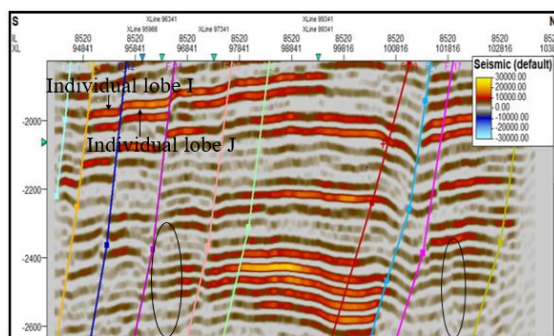 S
N
XLine 96341
XLine 99341
XLine 95966
XLine 97341
XLine 99341
IL
8520 8520 8520 8520 8520 8520 8520 8520 8520
XL
94841 95841 96841 97841 98841 99816 100816 101816 102816
Individual lobe I
Individual lobe J
-2000
-2200
-2400
-2600
Seismic (default)
30000.00
20000.00
10000.00
0.00
-10000.00
-20000.00
-30000.00